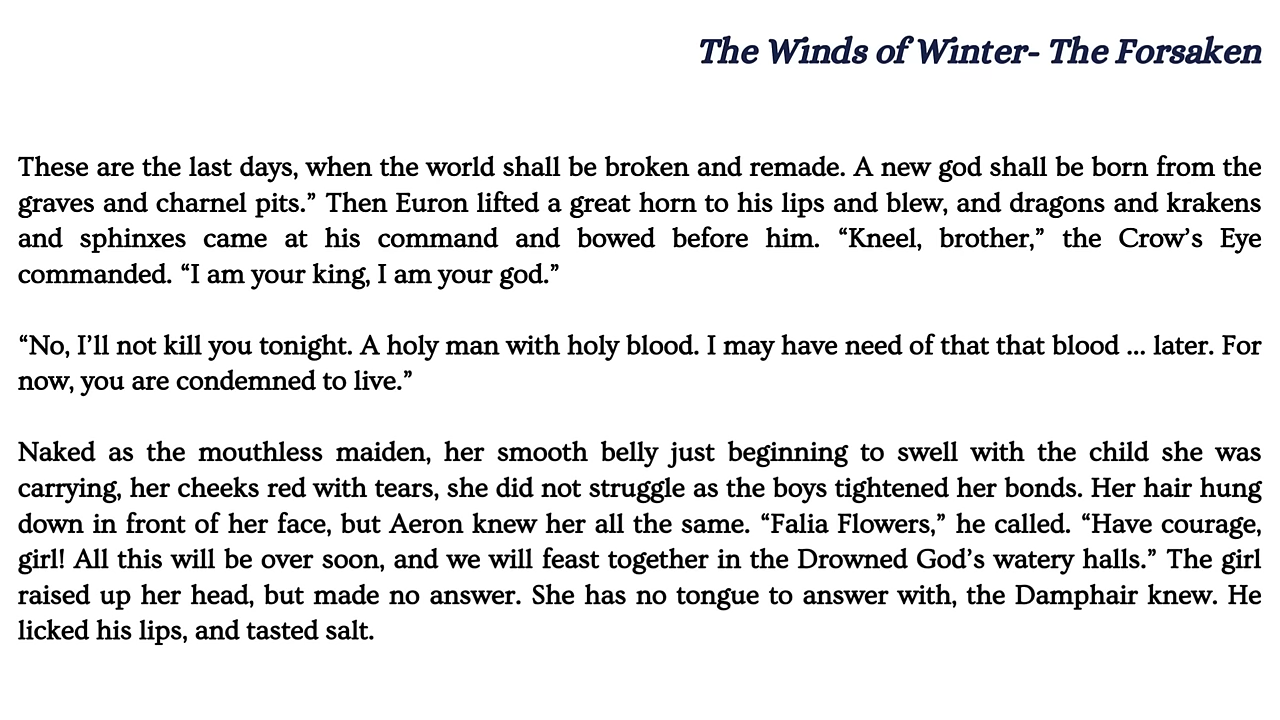 The Winds of Winter- The Forsaken
These are the last days, when the world shall be broken and remade. A new god shall be born from the
graves and charnel pits.” Then Euron lifted a great horn to his lips and blew, and dragons and krakens
and sphinxes came at his command and bowed before him. “Kneel, brother,” the Crow’s Eye
commanded. “I am your king, I am your god.”
“No, I’ll not kill you tonight. A holy man with holy blood. I may have need of that that blood ... later. For
now, you are condemned to live.”
Naked as the mouthless maiden, her smooth belly just beginning to swell with the child she was
carrying, her cheeks red with tears, she did not struggle as the boys tightened her bonds. Her hair hung
down in front of her face, but Aeron knew her all the same. “Falia Flowers,” he called. “Have courage,
girl! All this will be over soon, and we will feast together in the Drowned God’s watery halls.” The girl
raised up her head, but made no answer. She has no tongue to answer with, the Damphair knew. He
licked his lips, and tasted salt.